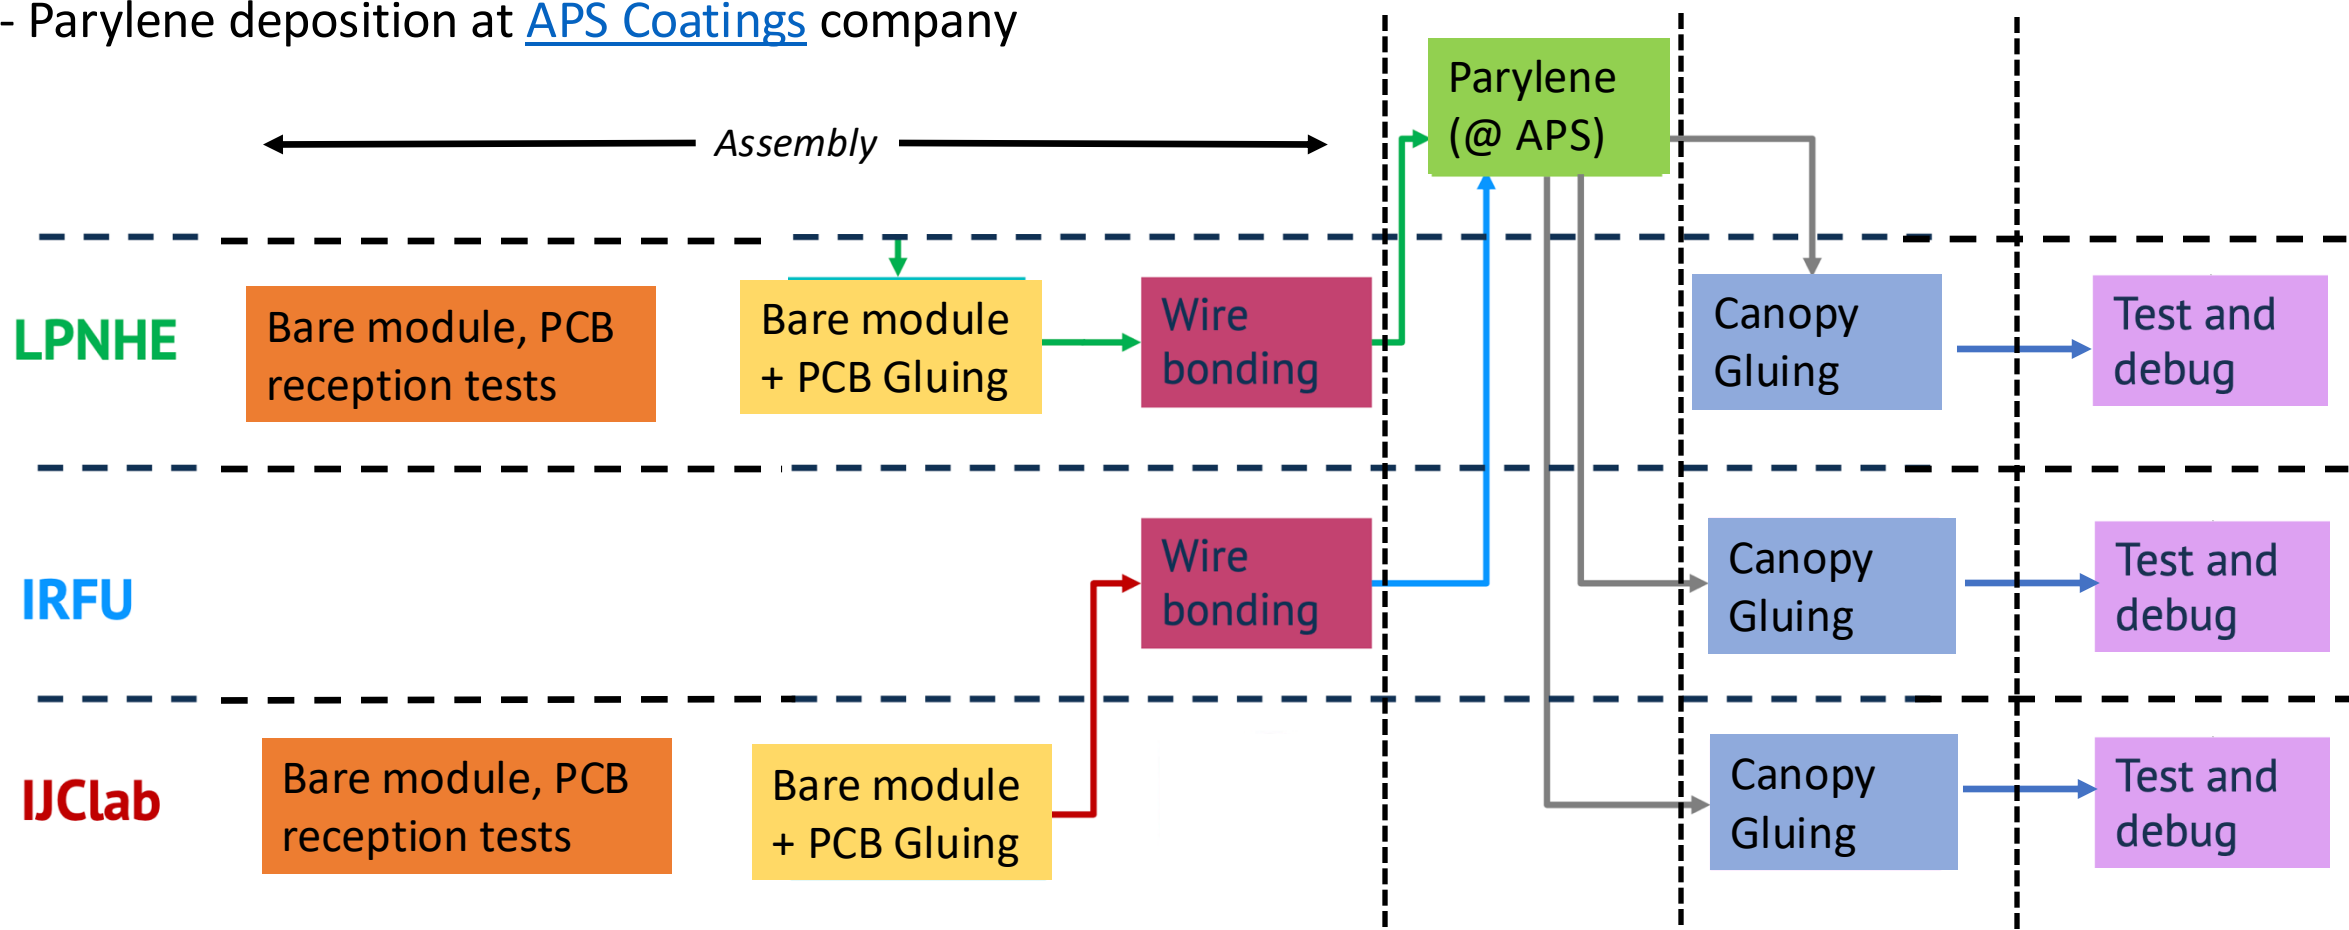 - Parylene deposition at APS Coatings company
Parylene
(@ APS)
Assembly
LPNHE
Bare module, PCB
reception tests
Bare module
+ PCB Gluing
Wire
bonding
Canopy
Gluing
Test and
debug
IRFU
Wire
bonding
Canopy
Gluing
Test and
debug
IJClab
Bare module, PCB
reception tests
Bare module
+ PCB Gluing
Canopy
Gluing
Test and
debug